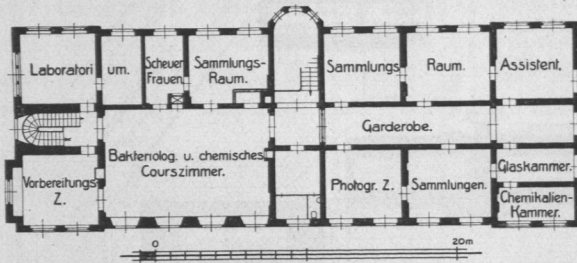 Laboratori um.
Scheuer
Frauen.
Sammlungs-
Raum.
Sammlungs Raum.
Assistent.
Garderobe.
Bakteriolog. u. chemisches
Courszimmer.
Vorbereitungs
Z.
Photogr. Z.
Sammlungen.
Glaskammer.
Chemikalien-
Kammer.
0 20m